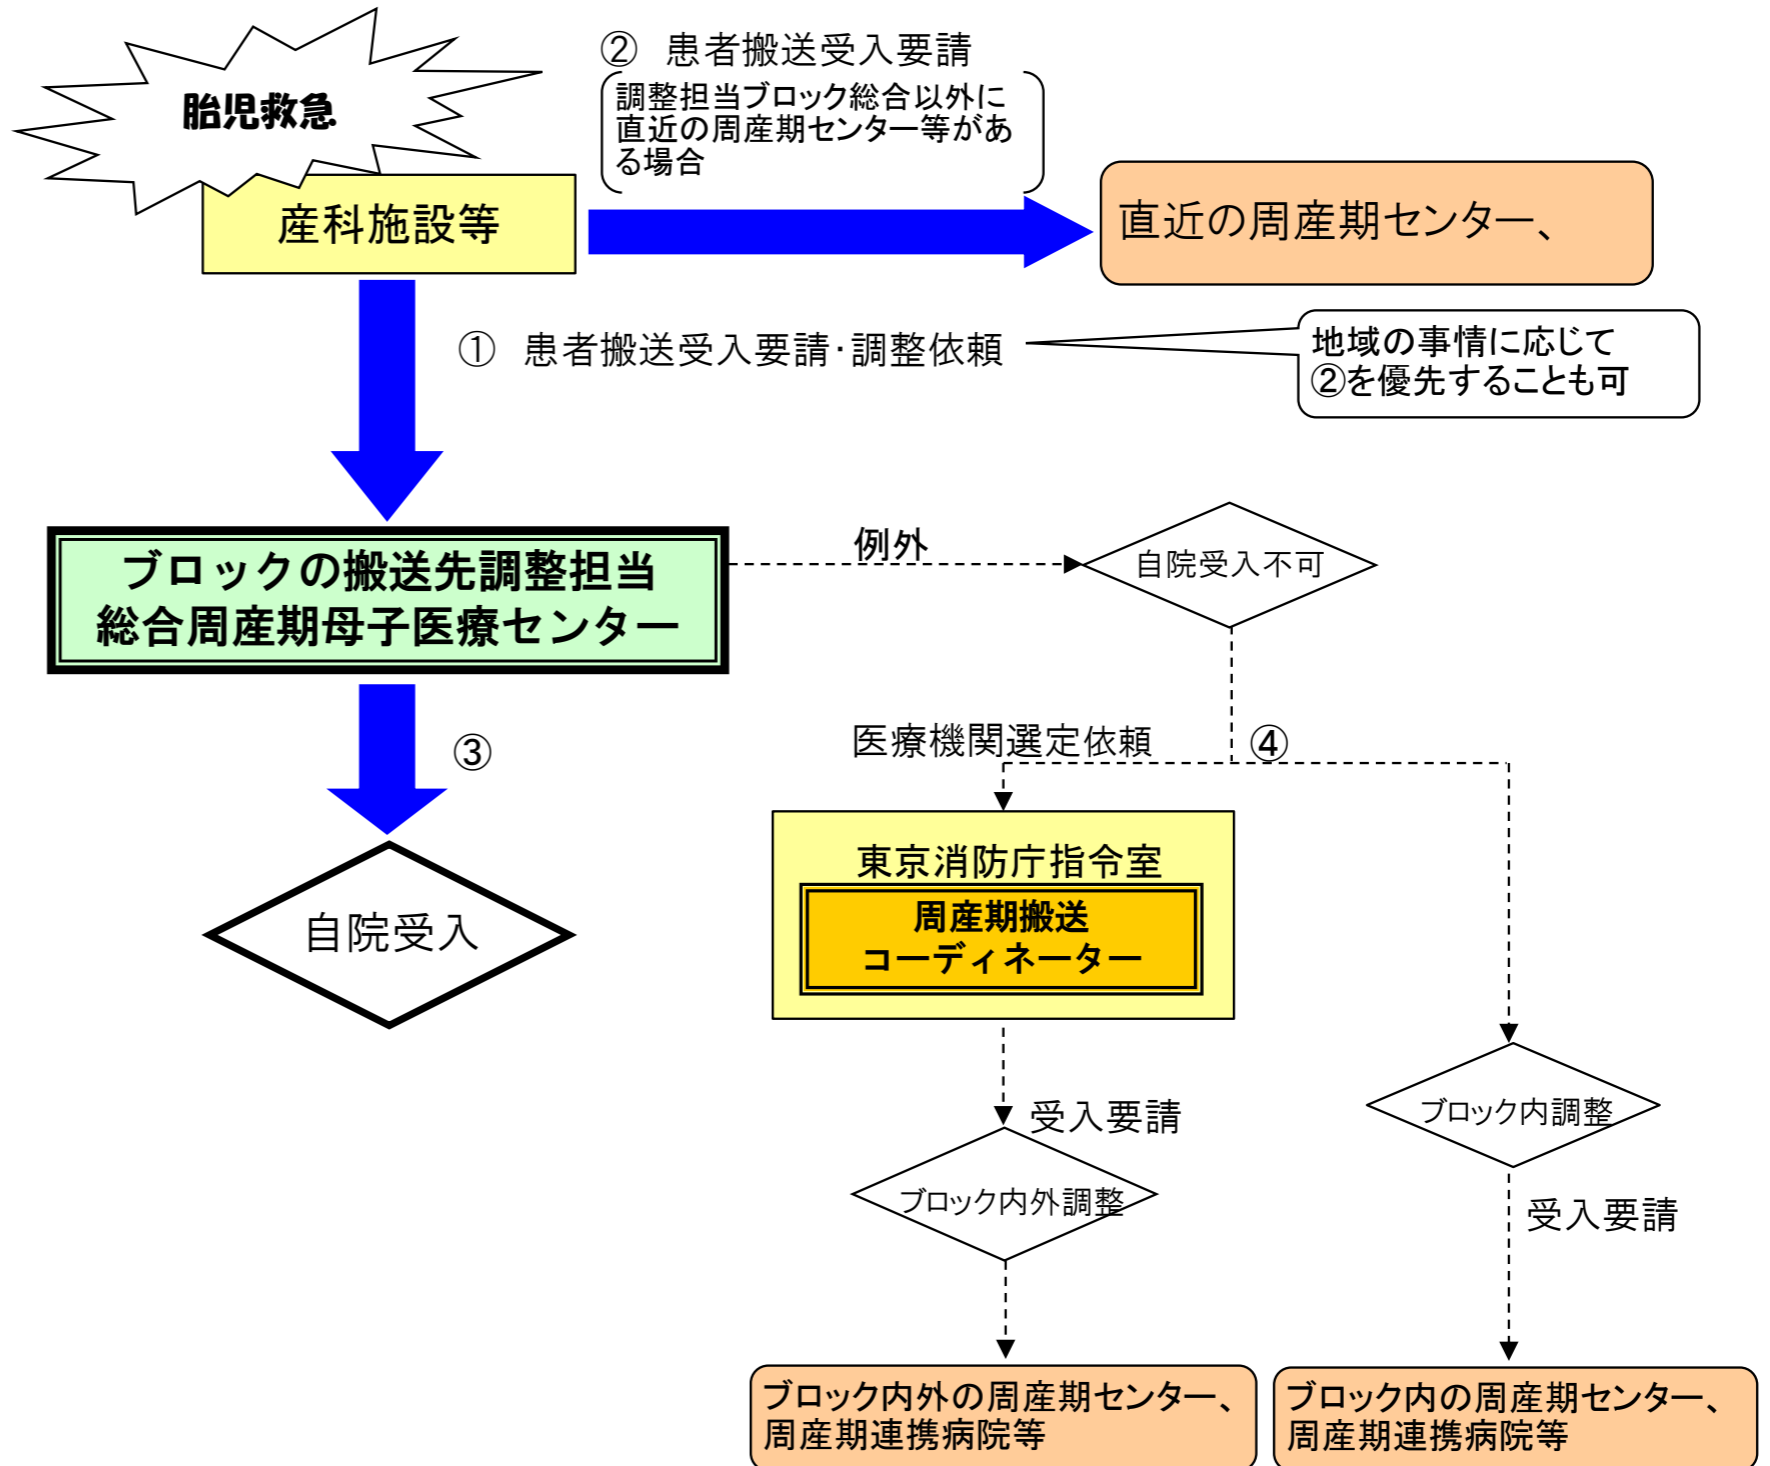 胎児救急
② 患者搬送受入要請
調整担当ブロック総合以外に
直近の周産期センター等があ
る場合
産科施設等
直近の周産期センター、
① 患者搬送受入要請・調整依頼
地域の事情に応じて
②を優先することも可
ブロックの搬送先調整担当
総合周産期母子医療センター
例外
自院受入不可
③
医療機関選定依頼
④
東京消防庁指令室
周産期搬送
コーディネーター
自院受入
受入要請
ブロック内調整
ブロック内外調整
受入要請
ブロック内外の周産期センター、
周産期連携病院等
ブロック内の周産期センター、
周産期連携病院等